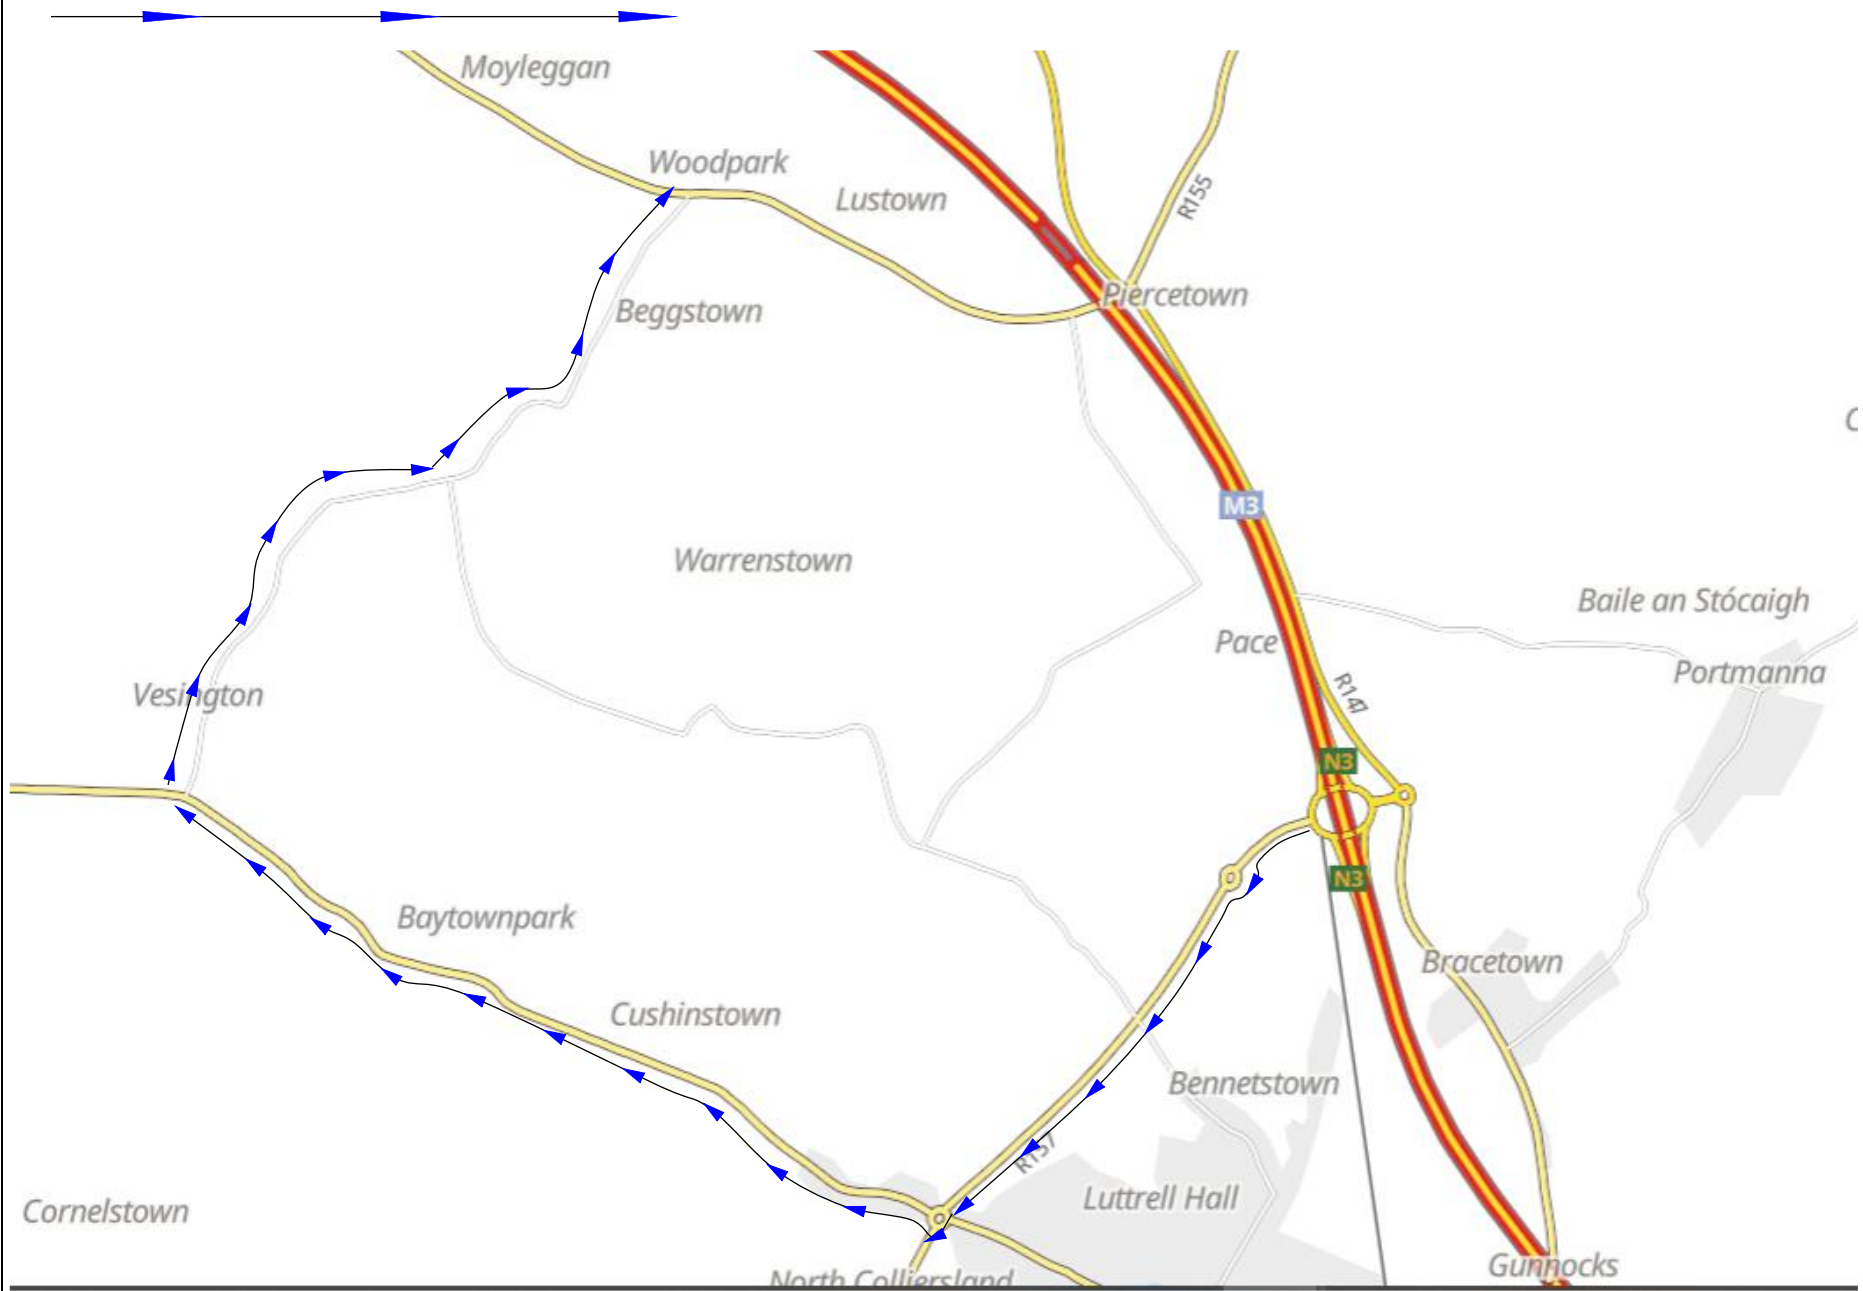 Moyleggan
Woodpark
Lustown
R155
Piercetown
Beggstown
M3
Warrenstown
Baile an Stócaigh
Pace
Portmanna
Vesington
R147
N3
N3
Baytownpark
Bracetown
Cushinstown
Bennetstown
R157
Luttrell Hall
Cornelstown
Gunnocks
North Colliersland